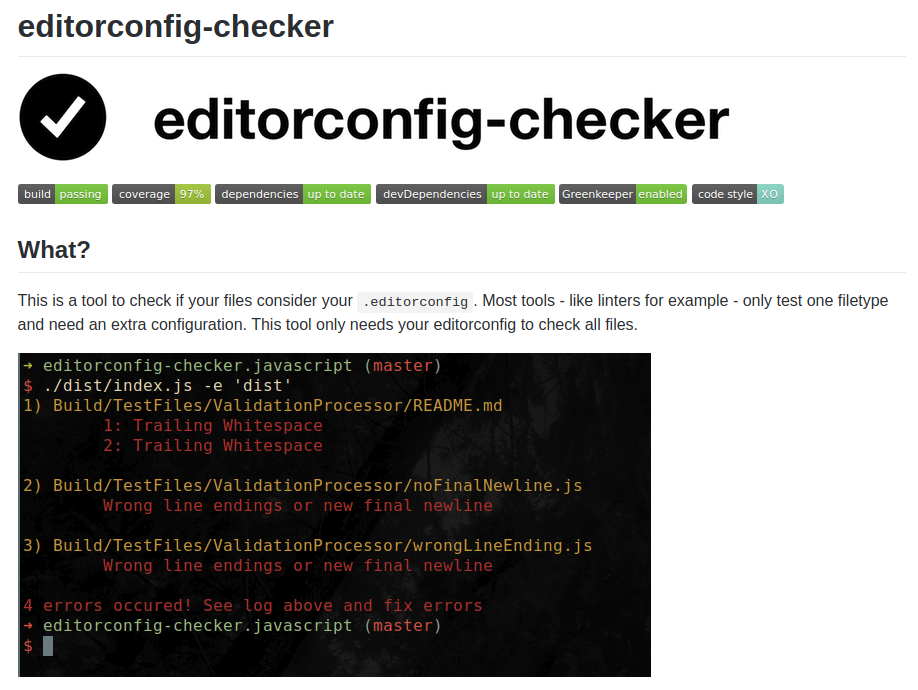 editorconfig-checker
editorconfig-checker
build passing coverage 97% dependencies up to date devDependencies up to date Greenkeeper enabled code style XO
What?
This is a tool to check if your files consider your .editorconfig. Most tools - like linters for example - only test one filetype
and need an extra configuration. This tool only needs your editorconfig to check all files.
➜ editorconfig-checker.javascript (master)
$ ./dist/index.js -e 'dist'
1) Build/TestFiles/ValidationProcessor/README.md
1: Trailing Whitespace
2: Trailing Whitespace
2) Build/TestFiles/ValidationProcessor/noFinalNewline.js
Wrong line endings or new final newline
3) Build/TestFiles/ValidationProcessor/wrongLineEnding.js
Wrong line endings or new final newline
4 errors occured! See log above and fix errors
➜ editorconfig-checker.javascript (master)
$